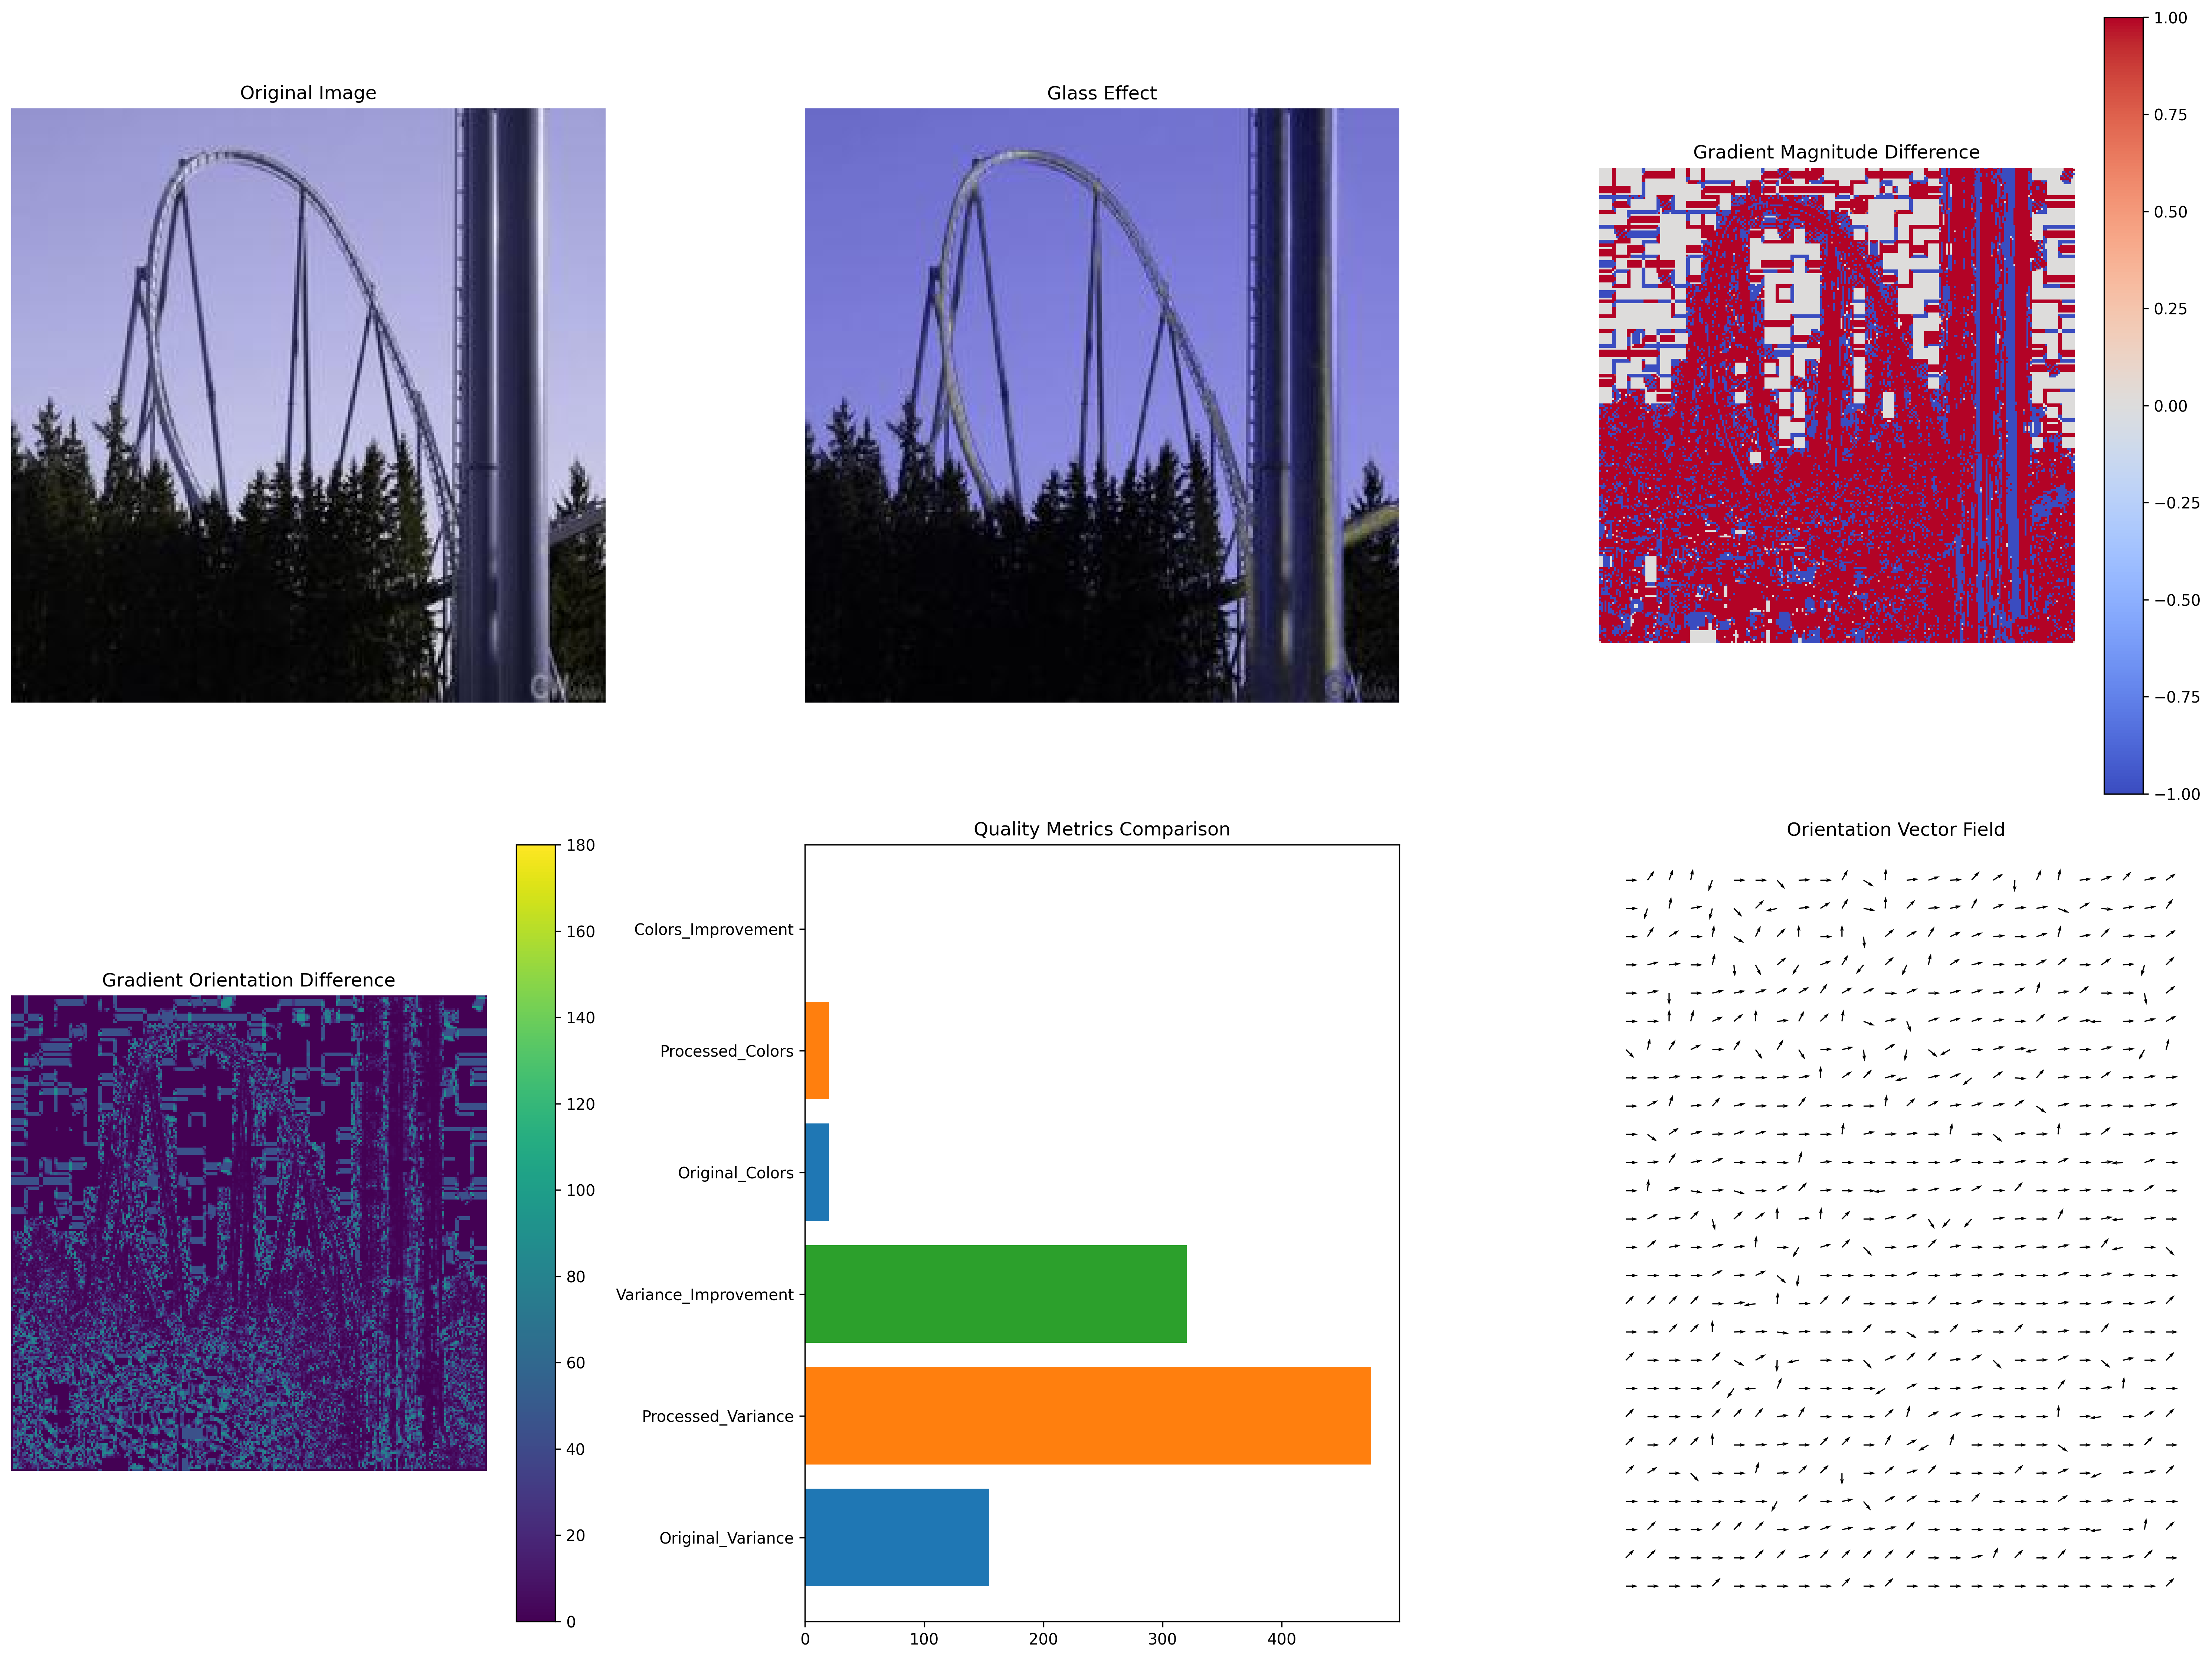 Original Image
Glass Effect
Gradient Magnitude Difference
1.00
0.75
0.50
0.25
0.00
−0.25
−0.50
−0.75
−1.00
Gradient Orientation Difference
180
160
140
120
100
80
60
40
20
0
Quality Metrics Comparison
Colors_Improvement
Processed_Colors
Original_Colors
Variance_Improvement
Processed_Variance
Original_Variance
0 100 200 300 400
Orientation Vector Field